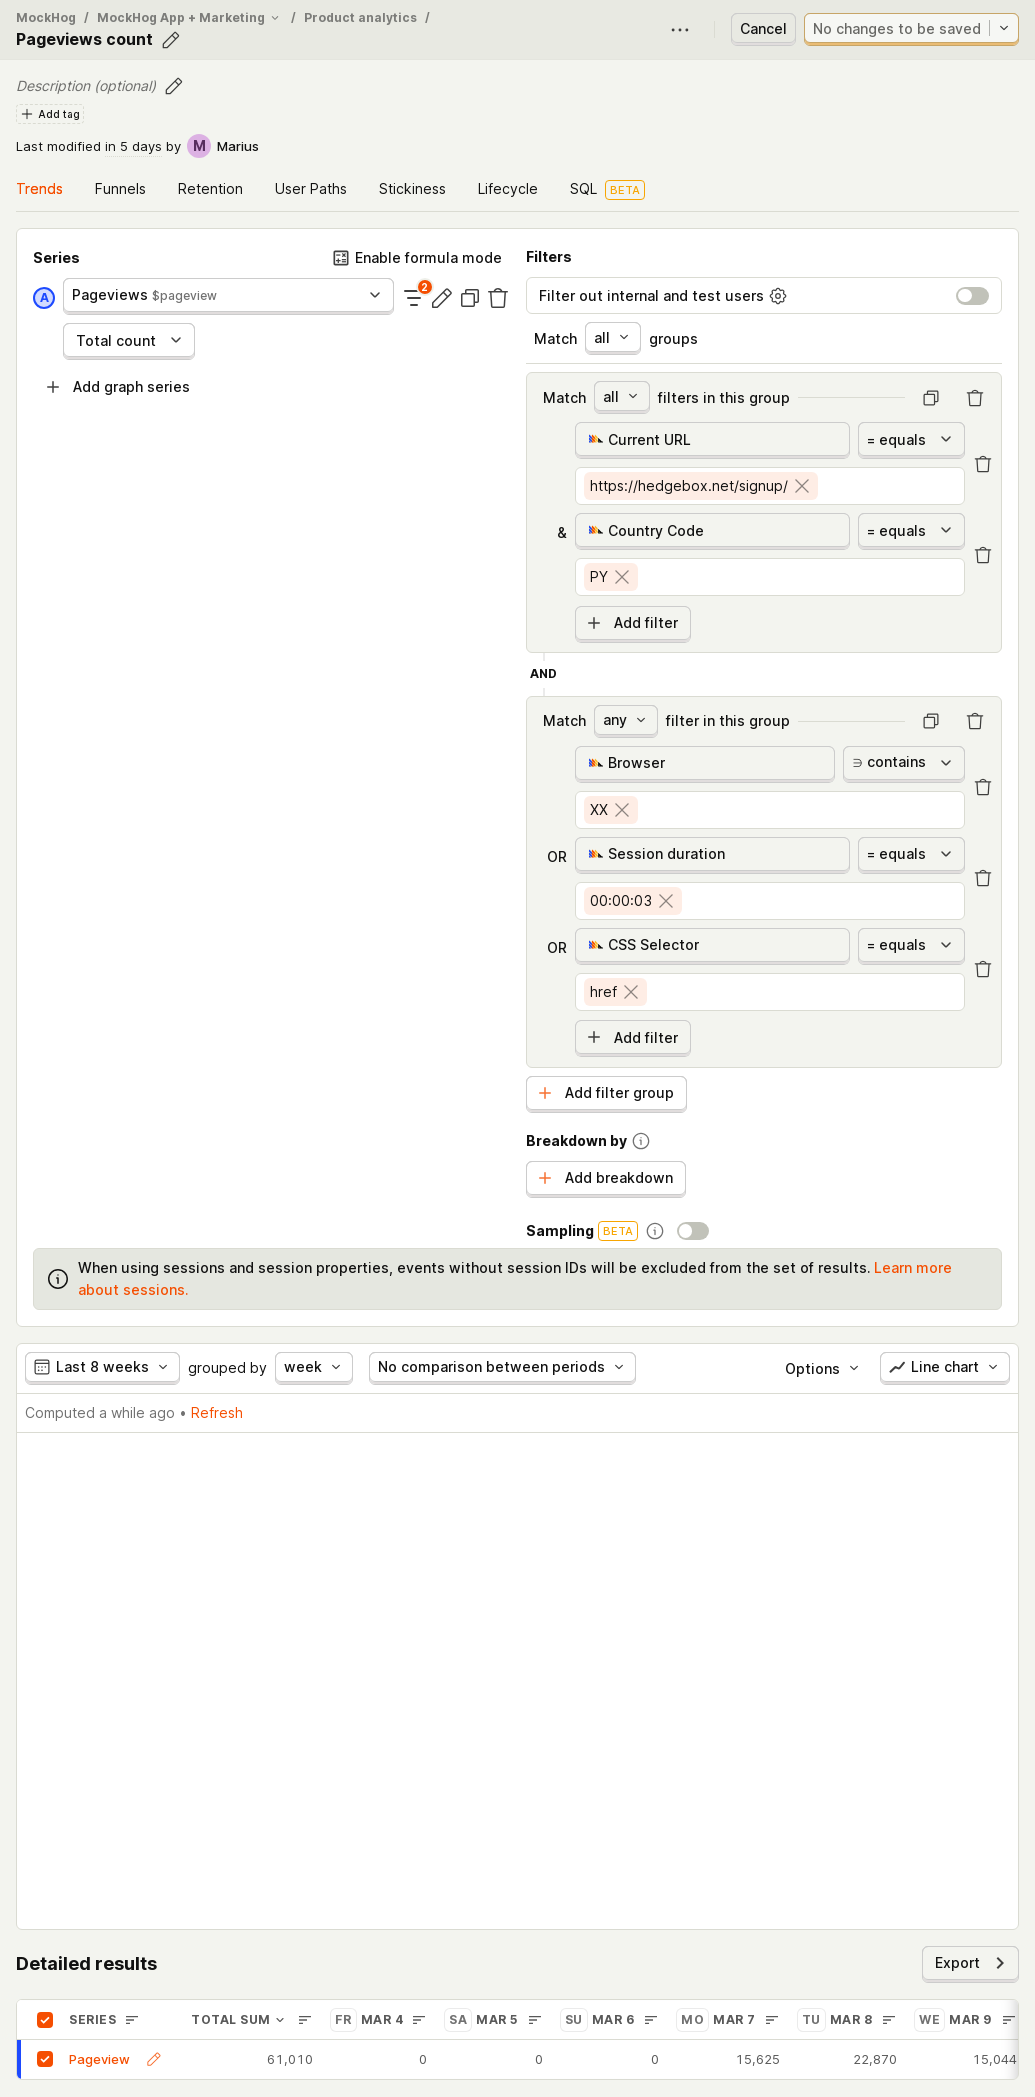 MockHog / MockHog App + Marketing / Product analytics /
Pageviews count
Cancel
No changes to be saved
Description (optional)
Add tag
Last modified in 5 days by M Marius
Trends Funnels Retention User Paths Stickiness Lifecycle SQL BETA
Series
Enable formula mode
A Pageviews $pageview
2
Total count
Add graph series
Filters
Filter out internal and test users
Match all groups
Match all filters in this group
Current URL = equals
https://hedgebox.net/signup/
& Country Code = equals
PY
Add filter
AND
Match any filter in this group
Browser ∋ contains
XX
OR Session duration = equals
00:00:03
OR CSS Selector = equals
href
Add filter
Add filter group
Breakdown by
Add breakdown
Sampling BETA
When using sessions and session properties, events without session IDs will be excluded from the set of results. Learn more
about sessions.
Last 8 weeks grouped by week No comparison between periods Options Line chart
Computed a while ago • Refresh
Detailed results
Export
SERIES TOTAL SUM FR MAR 4 SA MAR 5 SU MAR 6 MO MAR 7 TU MAR 8 WE MAR 9
Pageview 61,010 0 0 0 15,625 22,870 15,044